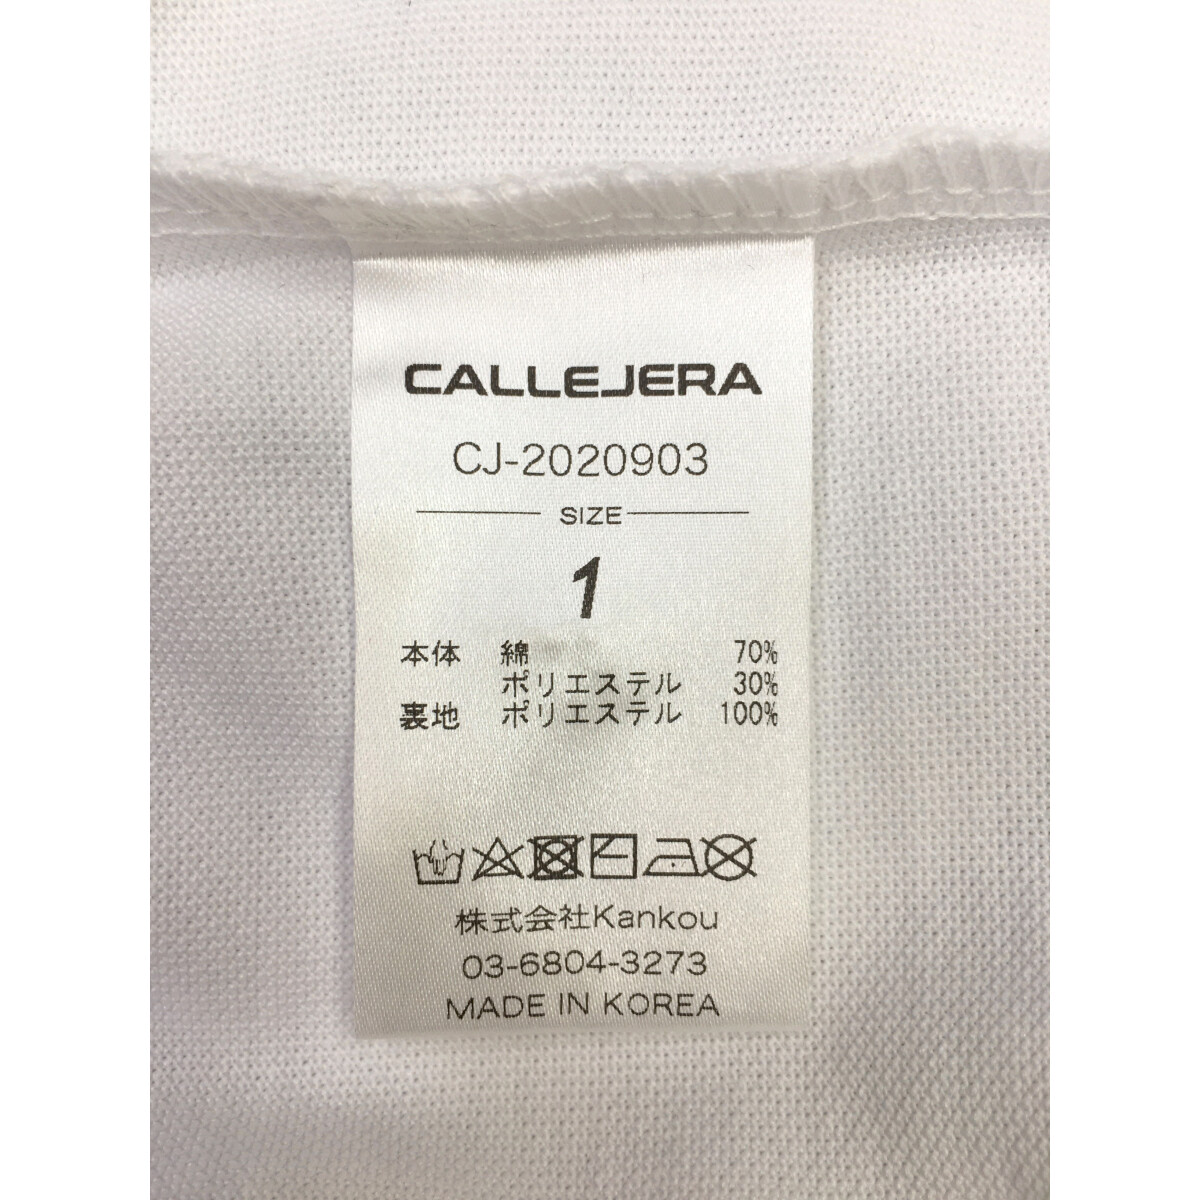 CALLEJERA
CJ-2020903
SIZE
1
本体 綿 70%
ポリエステル 30%
裏地 ポリエステル 100%
株式会社Kankou
03-6804-3273
MADE IN KOREA